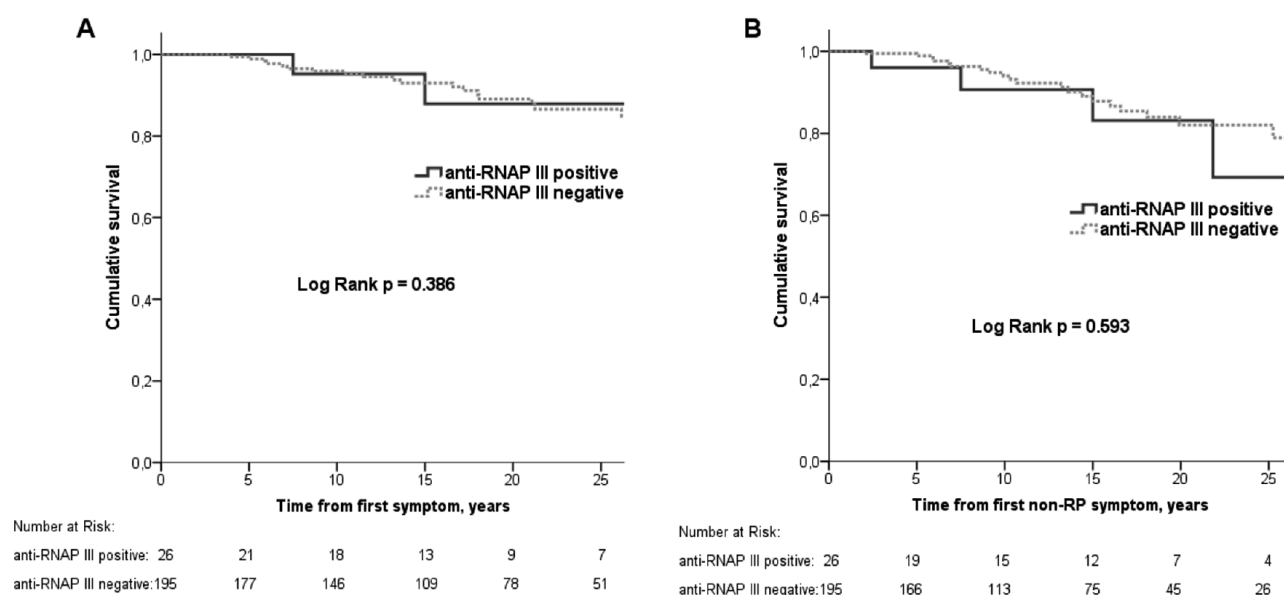 A
1,0
0,8
0,6
0,4
0,2
0,0
Cumulative survival
anti-RNAP III positive
anti-RNAP III negative
Log Rank p = 0.386
0 5 10 15 20 25
Time from first symptom, years
Number at Risk:
anti-RNAP III positive: 26 21 18 13 9 7
anti-RNAP III negative: 195 177 146 109 78 51
B
1,0
0,8
0,6
0,4
0,2
0,0
Cumulative survival
anti-RNAP III positive
anti-RNAP III negative
Log Rank p = 0.593
0 5 10 15 20 25
Time from first non-RP symptom, years
Number at Risk:
anti-RNAP III positive: 26 19 15 12 7 4
anti-RNAP III negative: 195 166 113 75 45 26